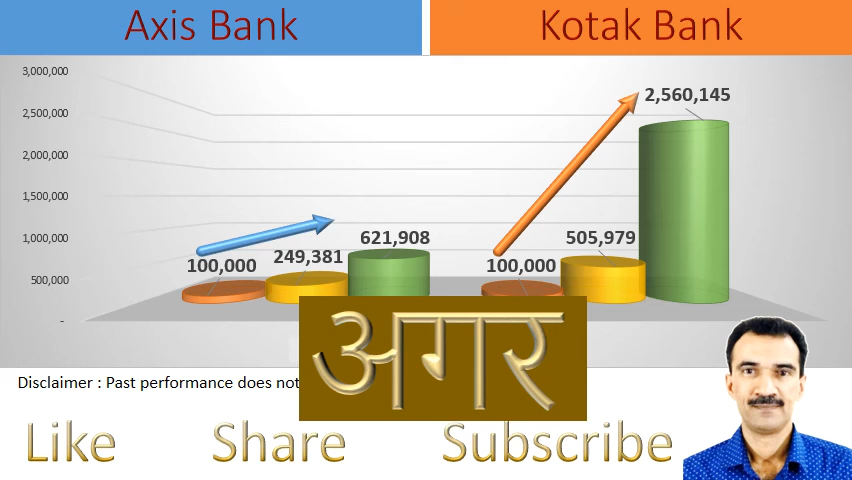 Axis Bank
Kotak Bank
3,000,000
2,500,000
2,000,000
1,500,000
1,000,000
500,000
-
100,000
249,381
621,908
100,000
505,979
2,560,145
अगर
Disclaimer : Past performance does not
Like Share Subscribe